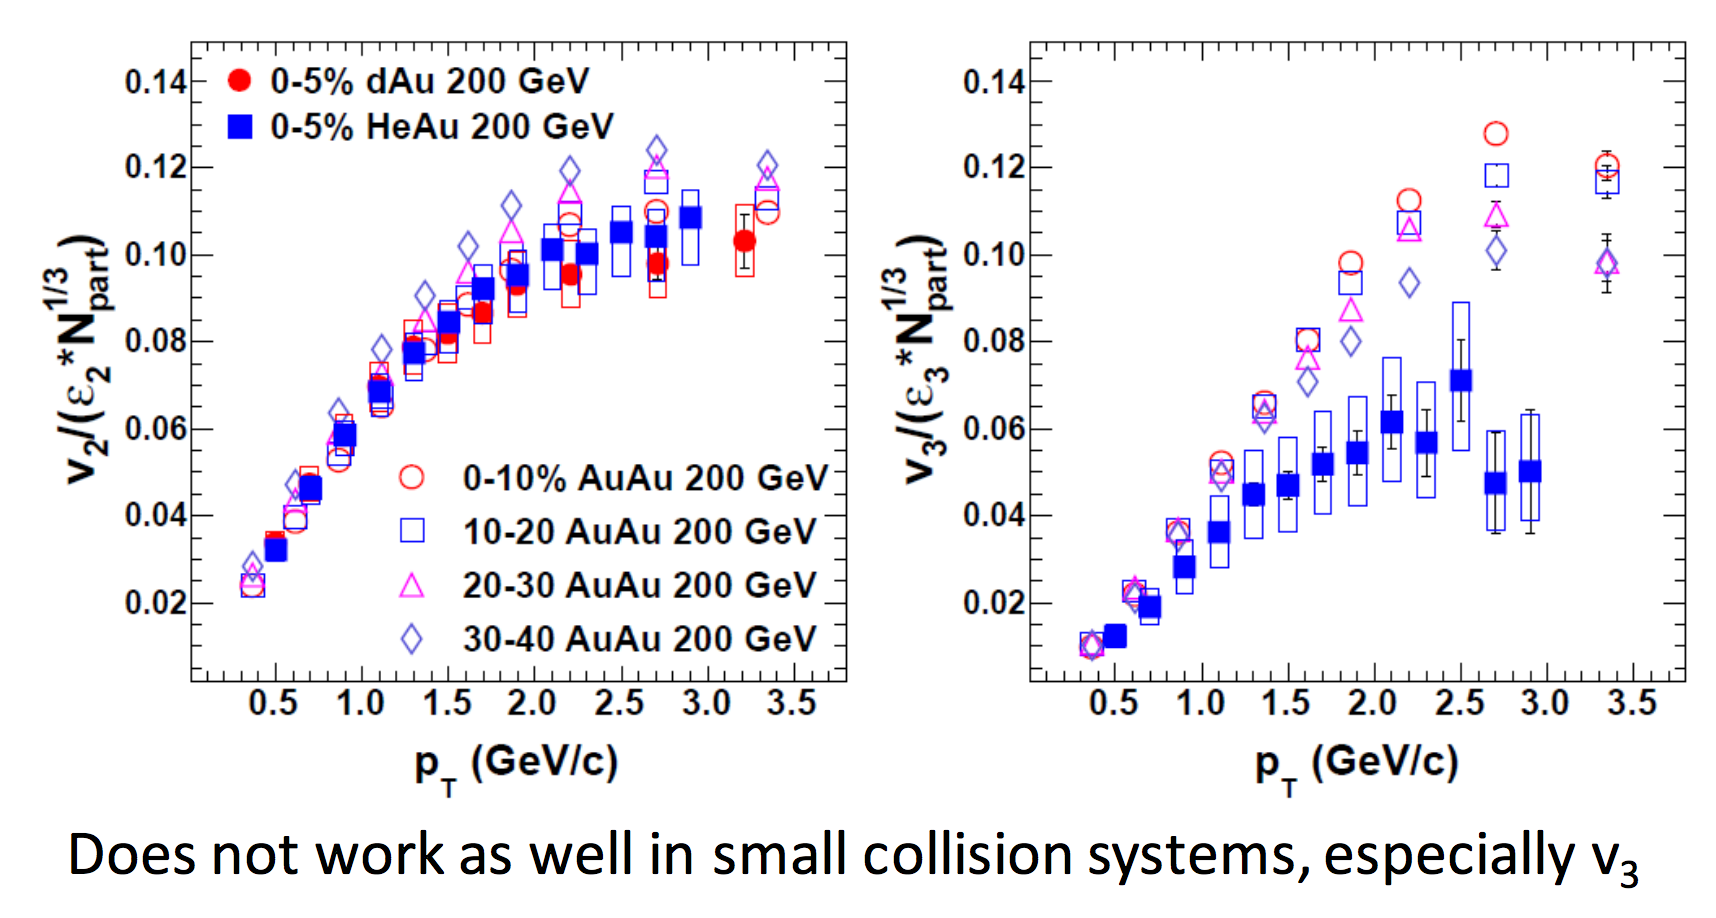 0-5% dAu 200 GeV
0-5% HeAu 200 GeV
0-10% AuAu 200 GeV
10-20 AuAu 200 GeV
20-30 AuAu 200 GeV
30-40 AuAu 200 GeV
v2/(ε2*Npart^1/3)
0.14
0.12
0.10
0.08
0.06
0.04
0.02
0.5 1.0 1.5 2.0 2.5 3.0 3.5
pT (GeV/c)
v3/(ε3*Npart^1/3)
0.14
0.12
0.10
0.08
0.06
0.04
0.02
0.5 1.0 1.5 2.0 2.5 3.0 3.5
pT (GeV/c)
Does not work as well in small collision systems, especially v3